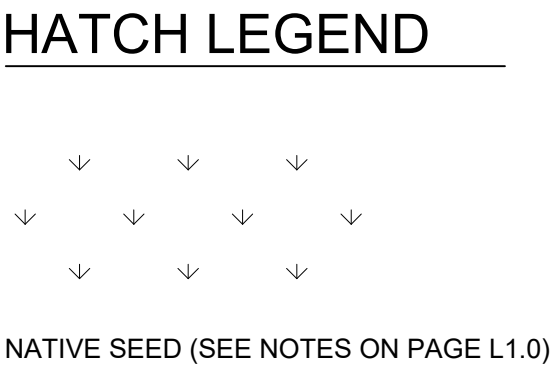 HATCH LEGEND
NATIVE SEED (SEE NOTES ON PAGE L1.0)